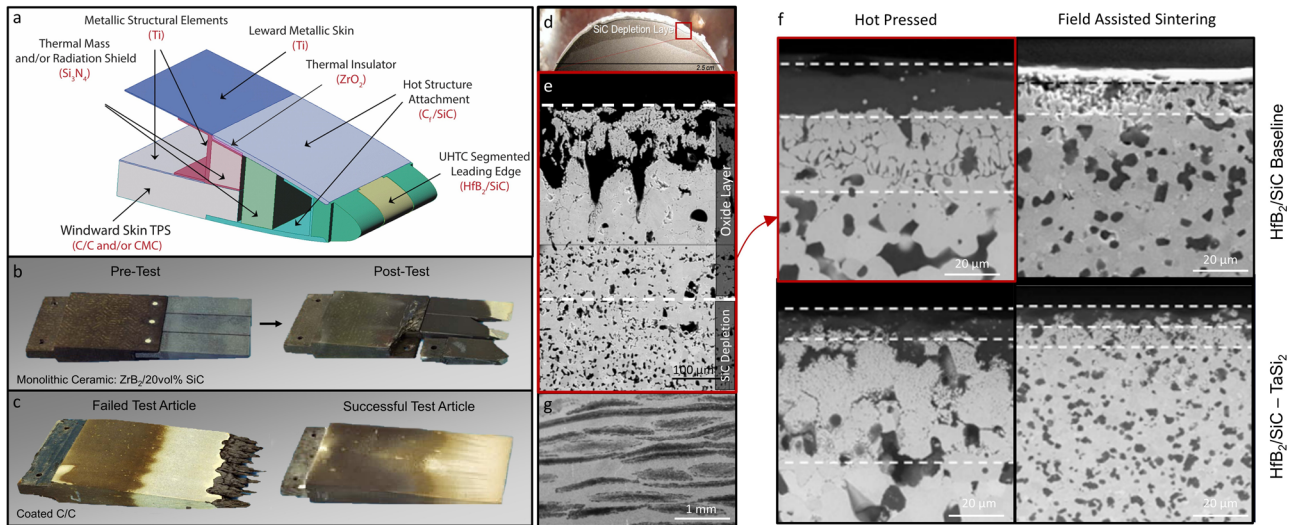 a
Metallic Structural Elements
(Ti)
Thermal Mass
and/or Radiation Shield
(Si₃N₄)
Leward Metallic Skin
(Ti)
Thermal Insulator
(ZrO₂)
Hot Structure
Attachment
(Cf/SiC)
UHTC Segmented
Leading Edge
(HfB₂/SiC)
Windward Skin TPS
(C/C and/or CMC)
b
Pre-Test
Post-Test
Monolithic Ceramic: ZrB₂/20vol% SiC
c
Failed Test Article
Successful Test Article
Coated C/C
d
SiC Depletion Layer
2.5 cm
e
Oxide Layer
SiC Depletion
100 μm
g
1 mm
f
Hot Pressed
Field Assisted Sintering
20 μm
20 μm
HfB₂/SiC Baseline
20 μm
20 μm
HfB₂/SiC – TaSi₂